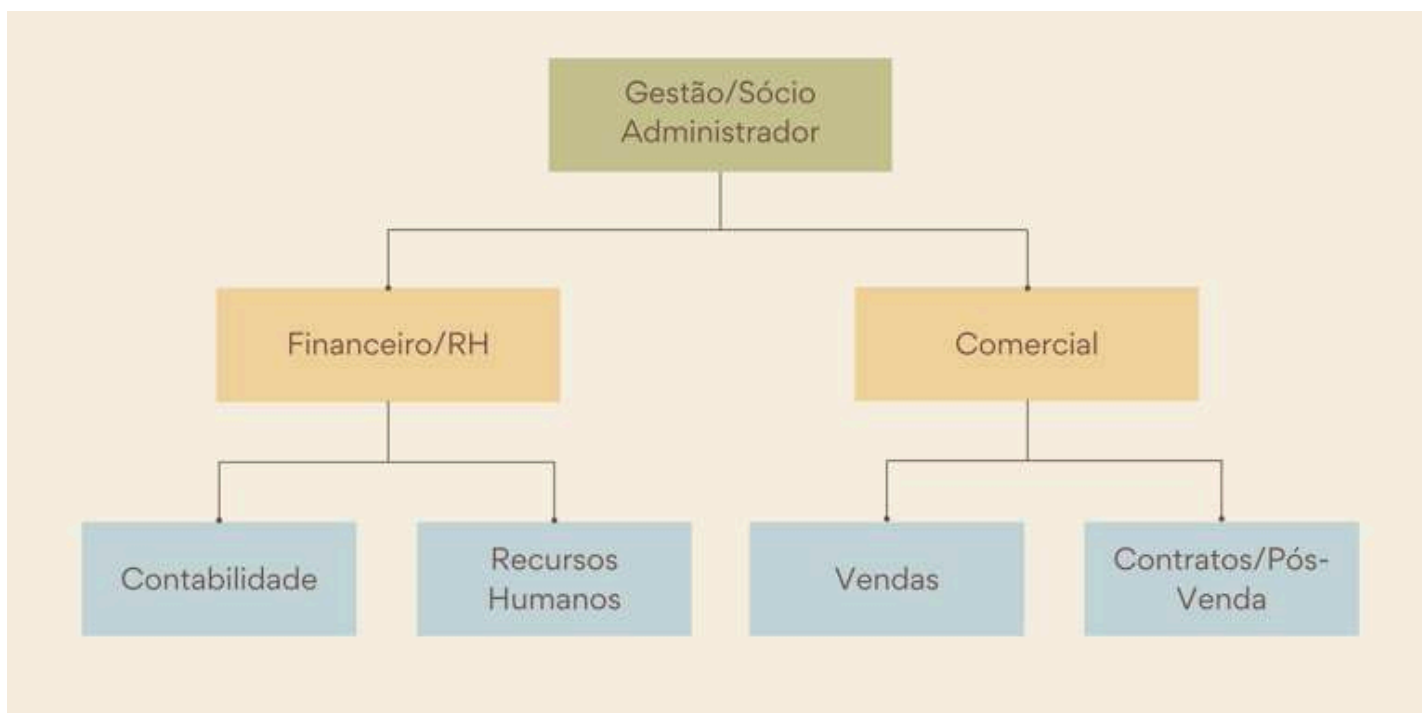 Gestão/Sócio
Administrador
Financeiro/RH
Comercial
Contabilidade
Recursos
Humanos
Vendas
Contratos/Pós-
Venda